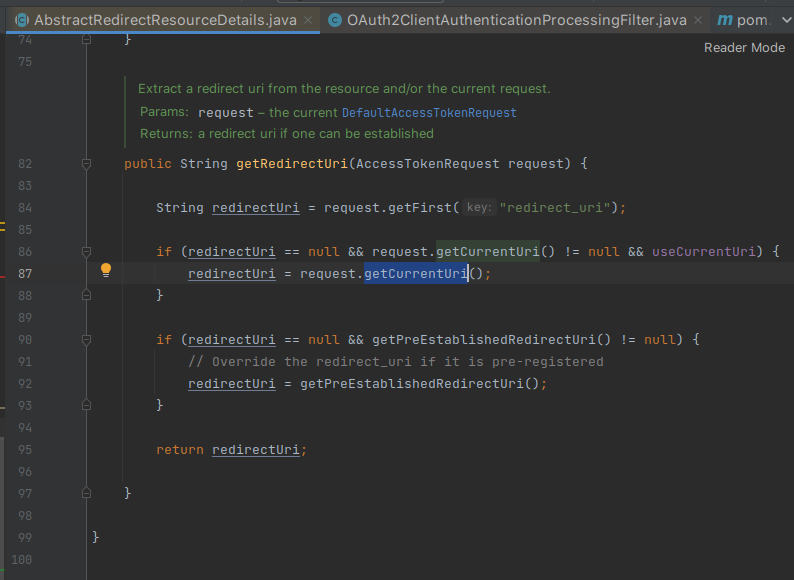 AbstractRedirectResourceDetails.java
OAuth2ClientAuthenticationProcessingFilter.java
pom.
Reader Mode
74 }
75
Extract a redirect uri from the resource and/or the current request.
Params: request – the current DefaultAccessTokenRequest
Returns: a redirect uri if one can be established
82 public String getRedirectUri(AccessTokenRequest request) {
83
84 String redirectUri = request.getFirst( key: "redirect_uri");
85
86 if (redirectUri == null && request.getCurrentUri() != null && useCurrentUri) {
87 redirectUri = request.getCurrentUri();
88 }
89
90 if (redirectUri == null && getPreEstablishedRedirectUri() != null) {
91 // Override the redirect_uri if it is pre-registered
92 redirectUri = getPreEstablishedRedirectUri();
93 }
94
95 return redirectUri;
96
97 }
98
99 }
100